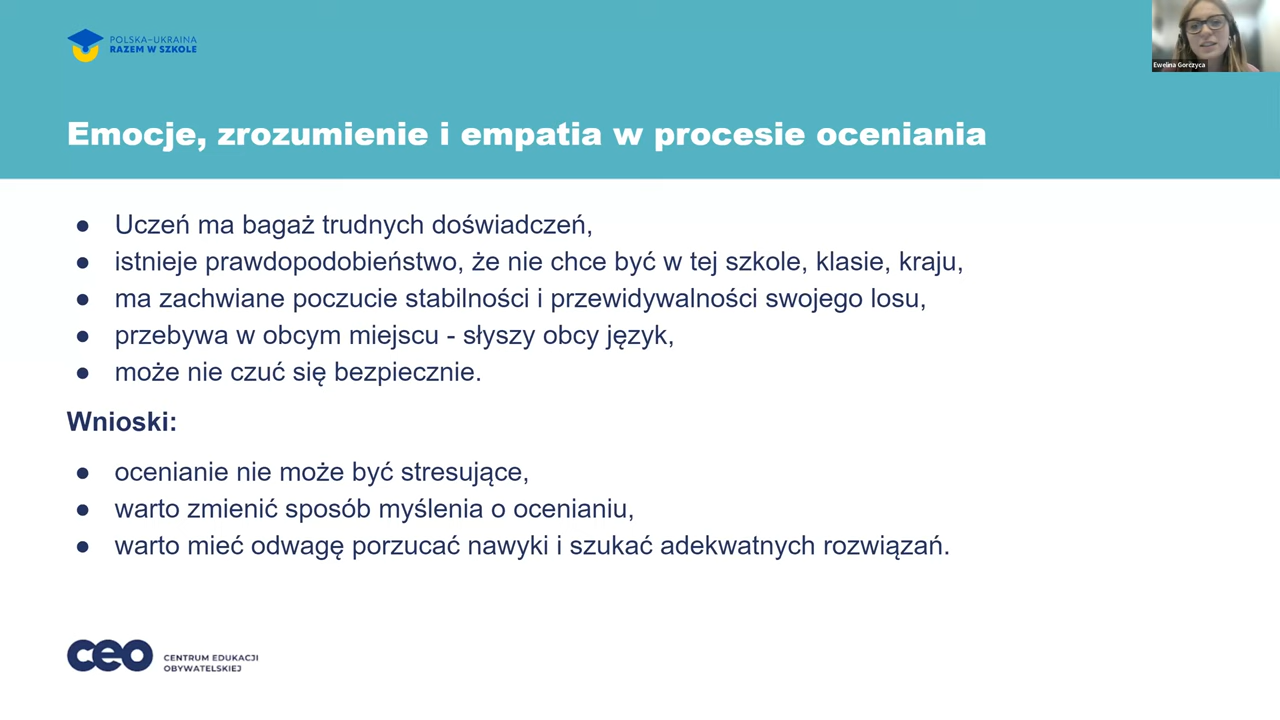 POLSKA–UKRAINA
RAZEM W SZKOLE
Ewelina Gorczyca
Emocje, zrozumienie i empatia w procesie oceniania
● Uczeń ma bagaż trudnych doświadczeń,
● istnieje prawdopodobieństwo, że nie chce być w tej szkole, klasie, kraju,
● ma zachwiane poczucie stabilności i przewidywalności swojego losu,
● przebywa w obcym miejscu - słyszy obcy język,
● może nie czuć się bezpiecznie.
Wnioski:
● ocenianie nie może być stresujące,
● warto zmienić sposób myślenia o ocenianiu,
● warto mieć odwagę porzucać nawyki i szukać adekwatnych rozwiązań.
ceo
CENTRUM EDUKACJI
OBYWATELSKIEJ